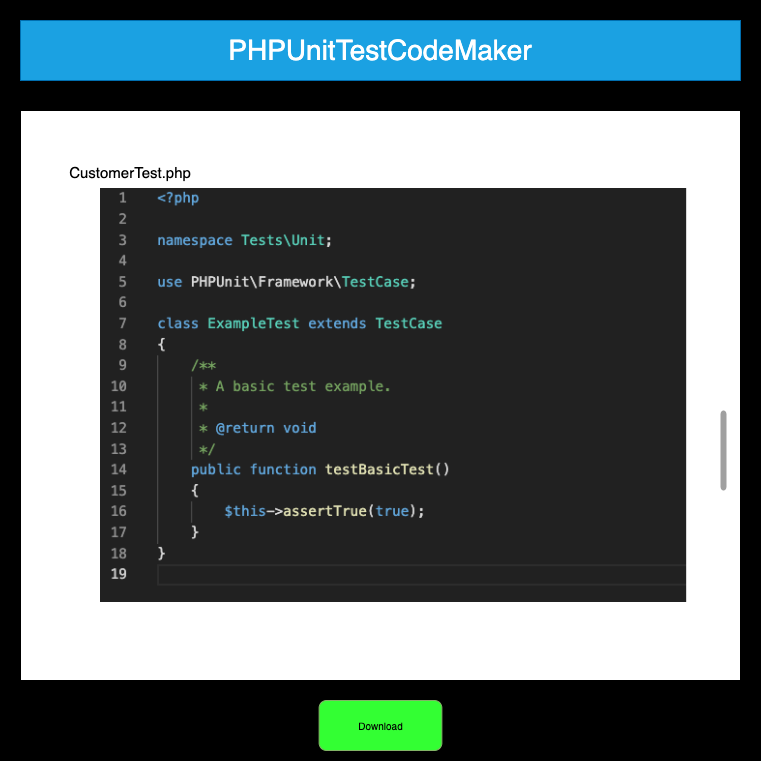 PHPUnitTestCodeMaker
CustomerTest.php
1 <?php
2
3 namespace Tests\Unit;
4
5 use PHPUnit\Framework\TestCase;
6
7 class ExampleTest extends TestCase
8 {
9 /**
10 * A basic test example.
11 *
12 * @return void
13 */
14 public function testBasicTest()
15 {
16 $this->assertTrue(true);
17 }
18 }
19
Download